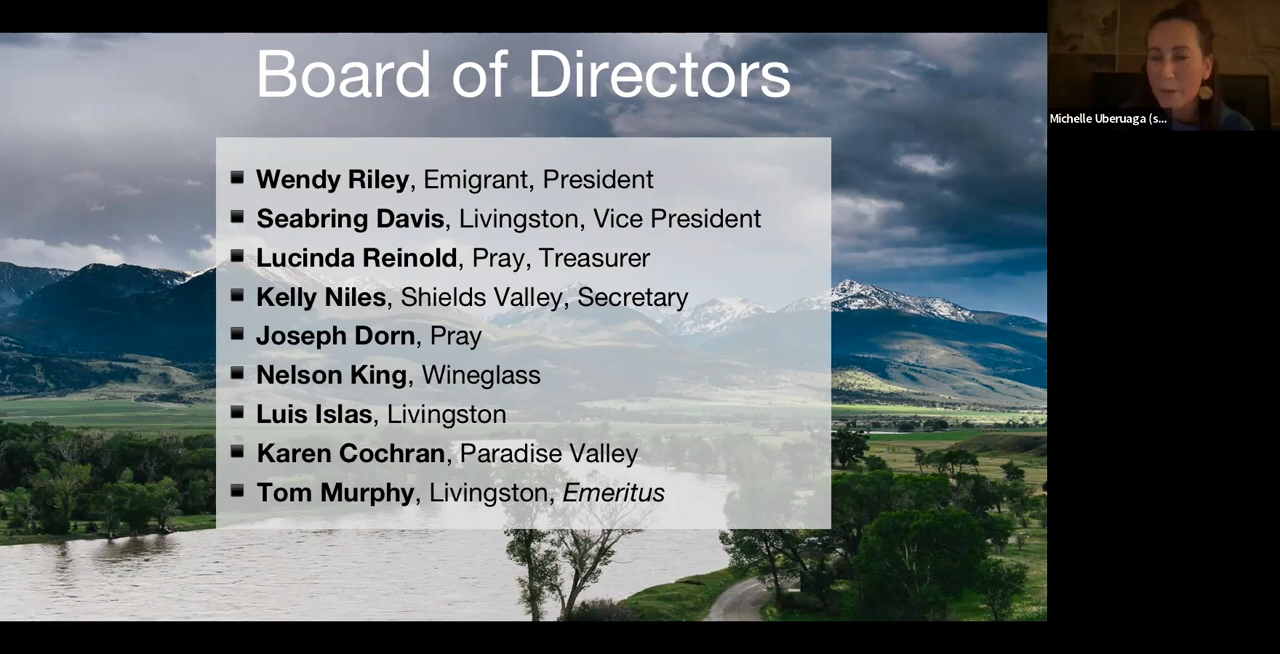 Board of Directors
Wendy Riley, Emigrant, President
Seabring Davis, Livingston, Vice President
Lucinda Reinold, Pray, Treasurer
Kelly Niles, Shields Valley, Secretary
Joseph Dorn, Pray
Nelson King, Wineglass
Luis Islas, Livingston
Karen Cochran, Paradise Valley
Tom Murphy, Livingston, Emeritus
Michelle Uberuaga (s...